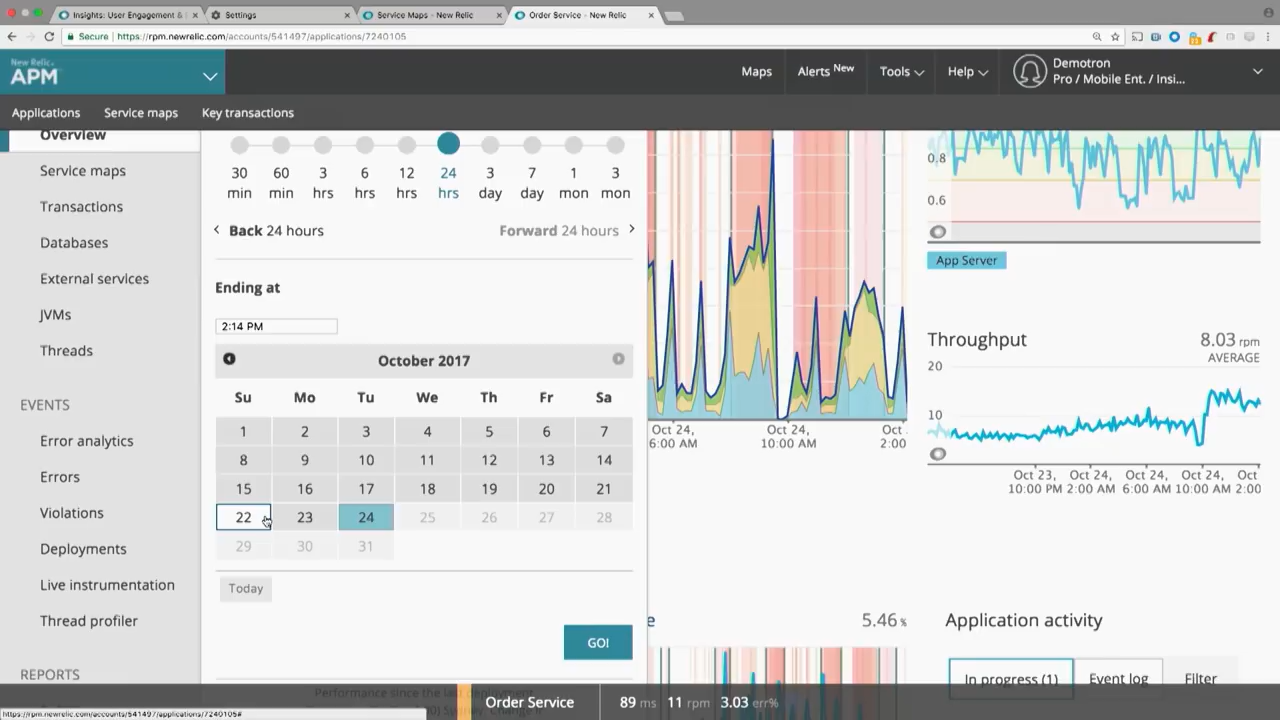 Insights: User Engagement &
Settings
Service Maps - New Relic
Order Service - New Relic
Secure
https://rpm.newrelic.com/accounts/541497/applications/7240105
New Relic
APM
Maps
Alerts New
Tools
Help
Demotron
Pro / Mobile Ent. / Insi...
Applications
Service maps
Key transactions
Overview
Service maps
Transactions
Databases
External services
JVMs
Threads
EVENTS
Error analytics
Errors
Violations
Deployments
Live instrumentation
Thread profiler
REPORTS
30 60 3 6 12 24 3 7 1 3
min min hrs hrs hrs hrs day day mon mon
Back 24 hours
Forward 24 hours
Ending at
2:14 PM
October 2017
Su Mo Tu We Th Fr Sa
1 2 3 4 5 6 7
8 9 10 11 12 13 14
15 16 17 18 19 20 21
22 23 24 25 26 27 28
29 30 31
Today
GO!
Performance since the last deployment
Oct 24, Oct 24, Oct
6:00 AM 10:00 AM 2:00
0.8
0.6
App Server
Throughput
8.03 rpm
AVERAGE
20
10
Oct 23, Oct 24, Oct 24, Oct 24, Oct
10:00 PM 2:00 AM 6:00 AM 10:00 AM 2:00
e
5.46 %
Application activity
In progress (1)
Event log
Filter
Order Service
89 ms
11 rpm
3.03 err%
https://rpm.newrelic.com/accounts/541497/applications/7240105#